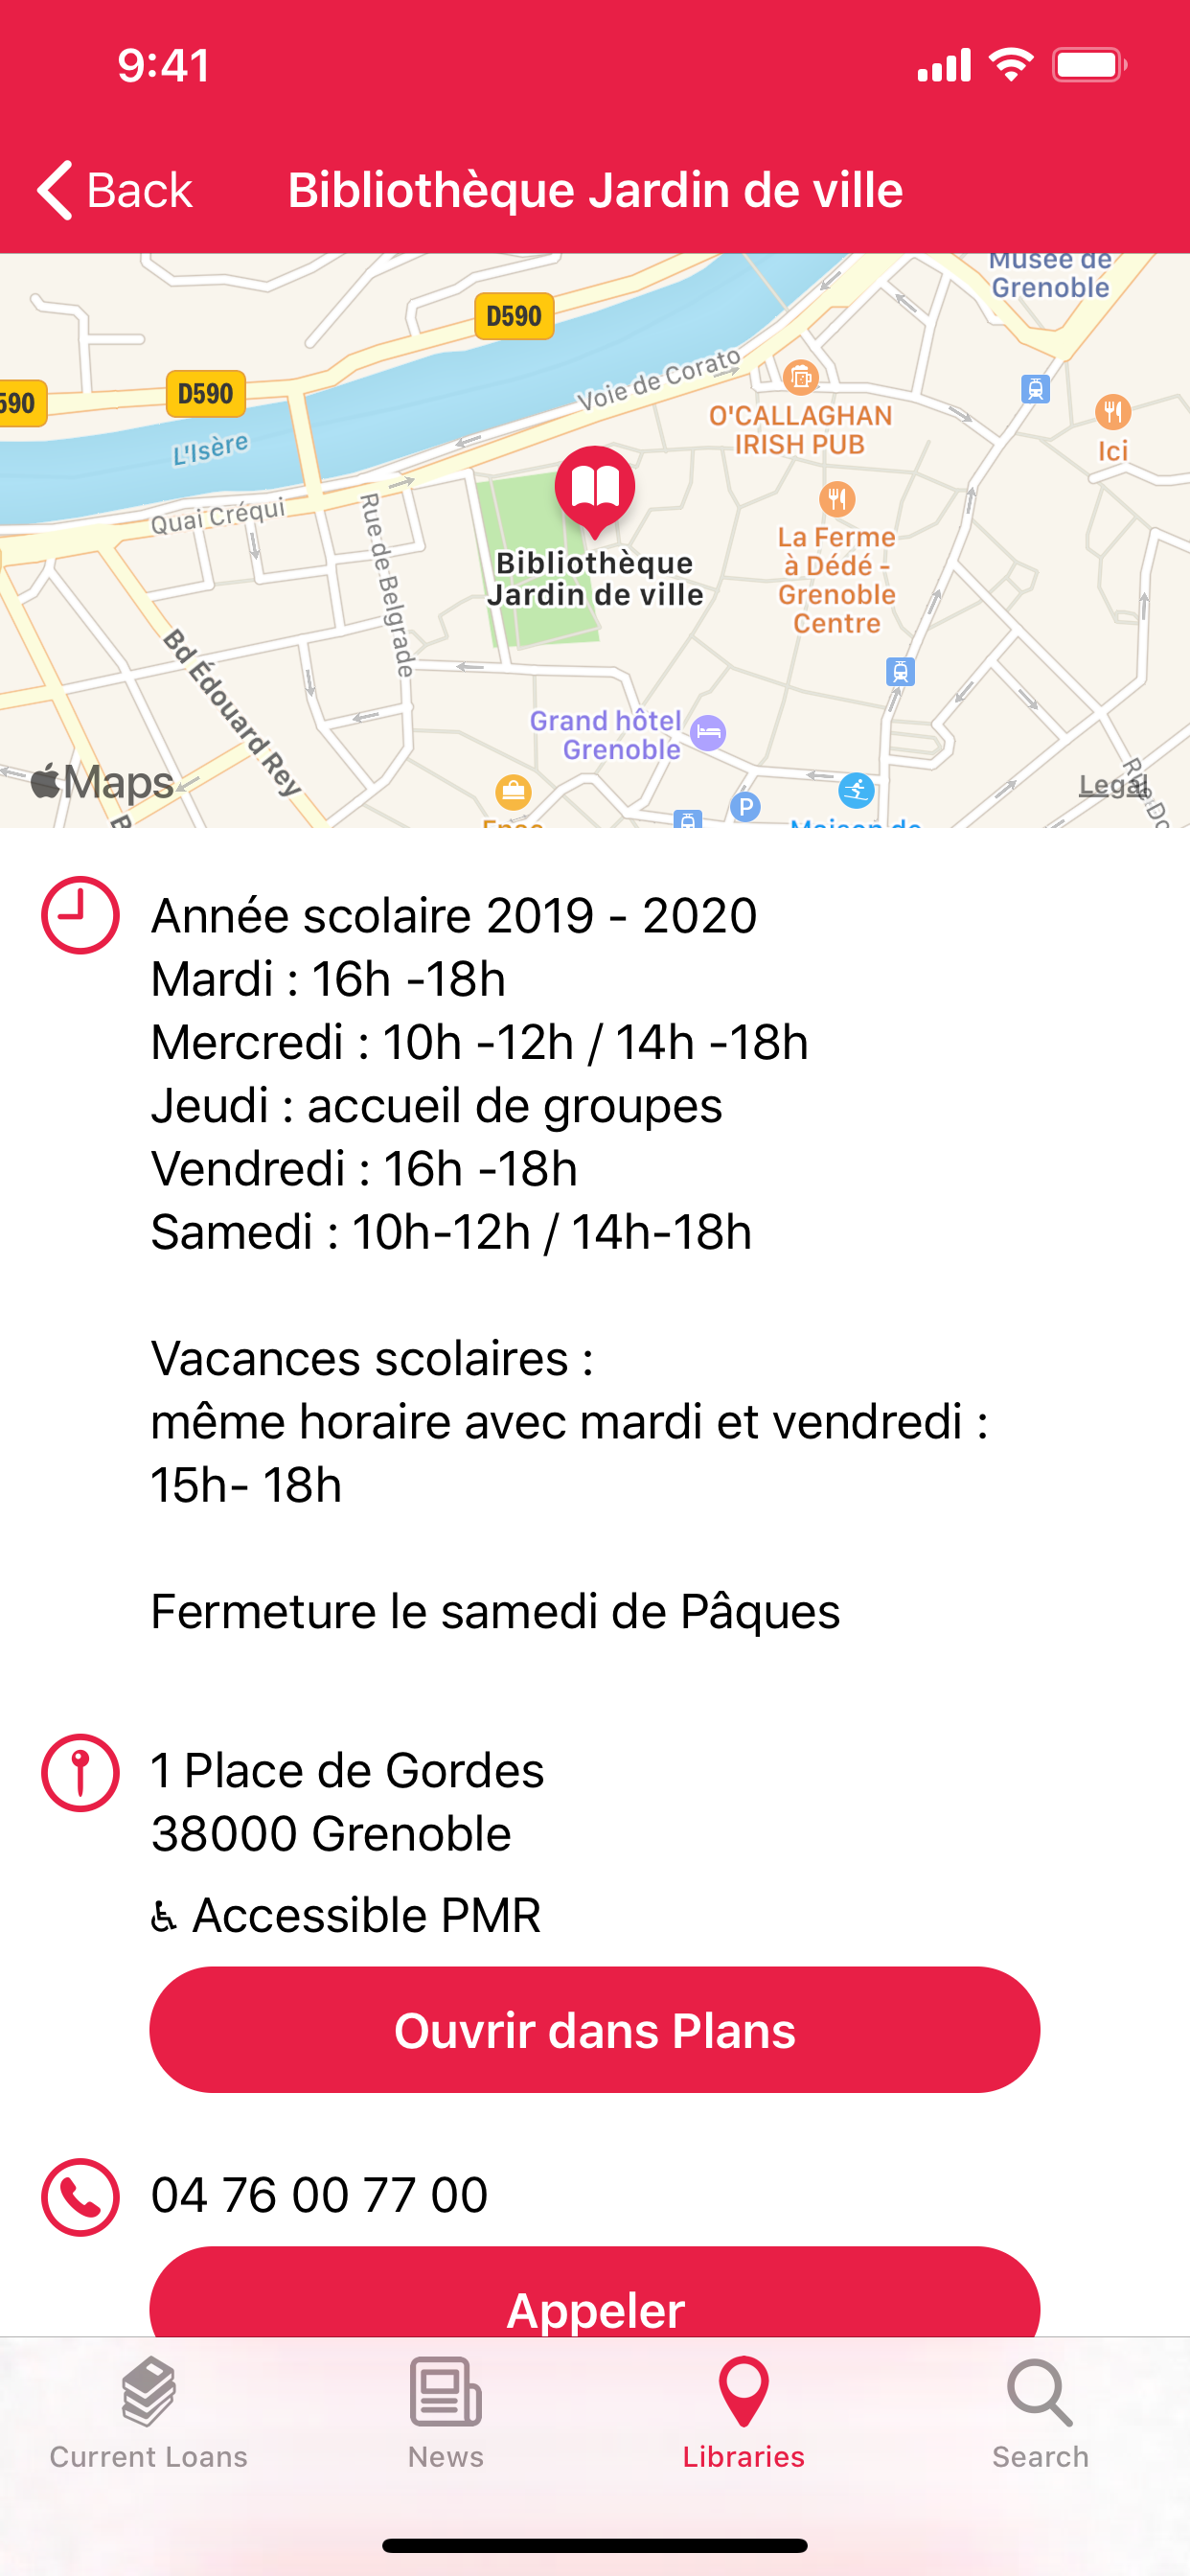 9:41
Back
Bibliothèque Jardin de ville
Musée de
Grenoble
D590
D590
590
L'Isère
Voie de Corato
O'CALLAGHAN
IRISH PUB
Ici
Quai Créqui
Rue de Belgrade
La Ferme
à Dédé -
Grenoble
Centre
Bibliothèque
Jardin de ville
Bd Édouard Rey
Grand hôtel
Grenoble
Maps
P
Legal
Fnac
Maison de
Année scolaire 2019 - 2020
Mardi : 16h -18h
Mercredi : 10h -12h / 14h -18h
Jeudi : accueil de groupes
Vendredi : 16h -18h
Samedi : 10h-12h / 14h-18h
Vacances scolaires :
même horaire avec mardi et vendredi :
15h- 18h
Fermeture le samedi de Pâques
1 Place de Gordes
38000 Grenoble
♿ Accessible PMR
Ouvrir dans Plans
04 76 00 77 00
Appeler
Current Loans
News
Libraries
Search